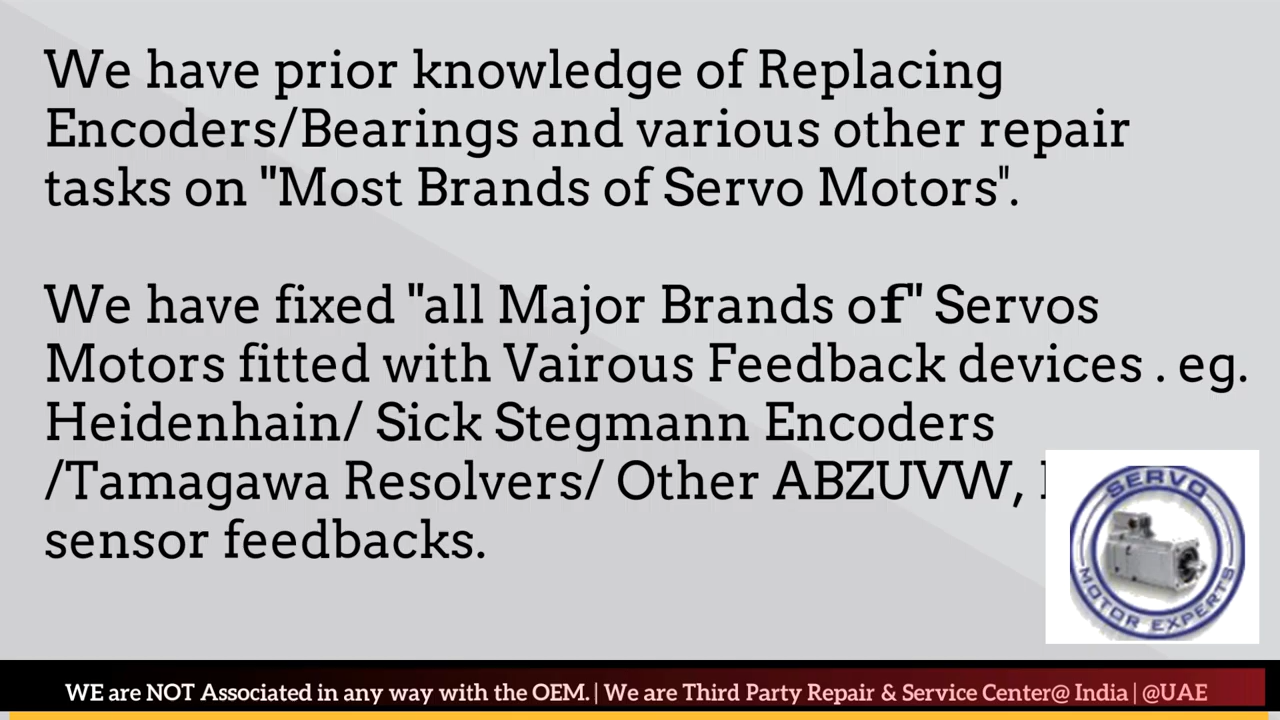 We have prior knowledge of Replacing
Encoders/Bearings and various other repair
tasks on "Most Brands of Servo Motors".
We have fixed "all Major Brands of" Servos
Motors fitted with Vairous Feedback devices . eg.
Heidenhain/ Sick Stegmann Encoders
/Tamagawa Resolvers/ Other ABZUVW,
sensor feedbacks.
SERVO
MOTOR EXPERTS
WE are NOT Associated in any way with the OEM. | We are Third Party Repair & Service Center@ India | @UAE